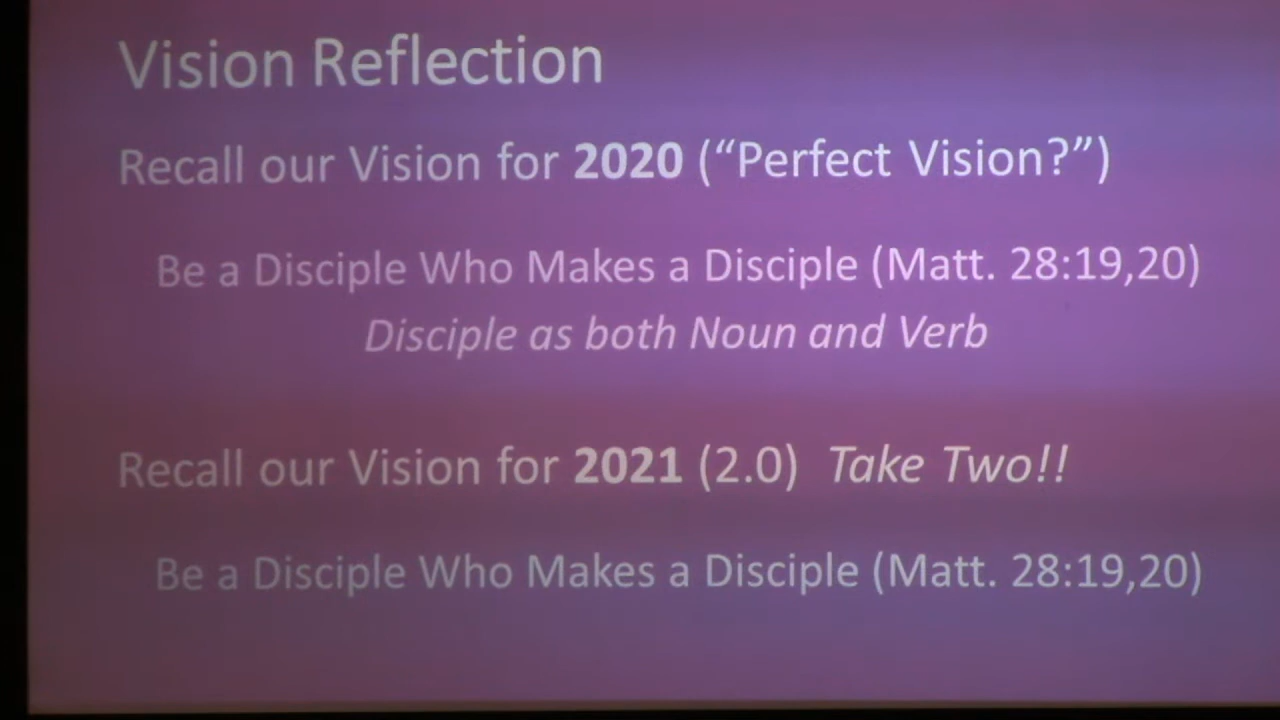 Vision Reflection
Recall our Vision for 2020 (“Perfect Vision?”)
Be a Disciple Who Makes a Disciple (Matt. 28:19,20)
Disciple as both Noun and Verb
Recall our Vision for 2021 (2.0) Take Two!!
Be a Disciple Who Makes a Disciple (Matt. 28:19,20)